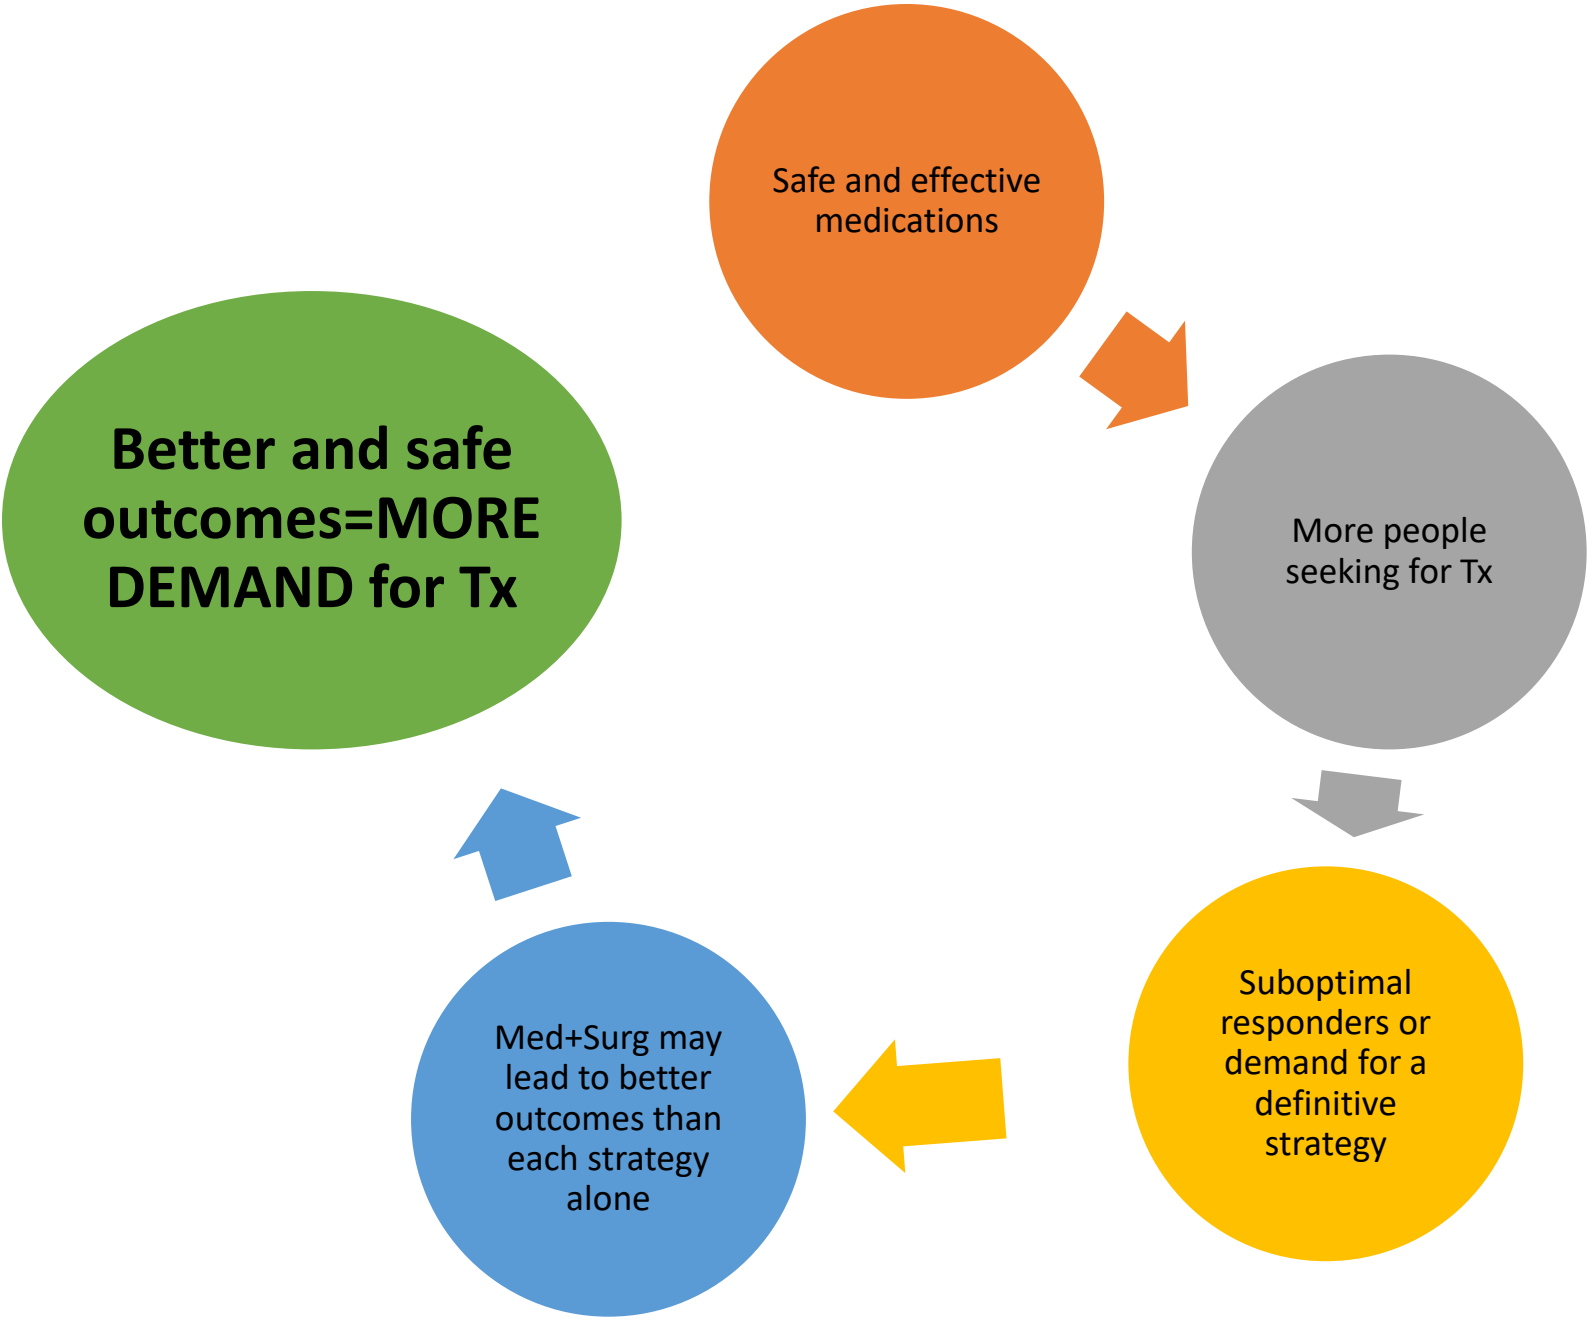 Safe and effective
medications
More people
seeking for Tx
Suboptimal
responders or
demand for a
definitive
strategy
Med+Surg may
lead to better
outcomes than
each strategy
alone
Better and safe
outcomes=MORE
DEMAND for Tx